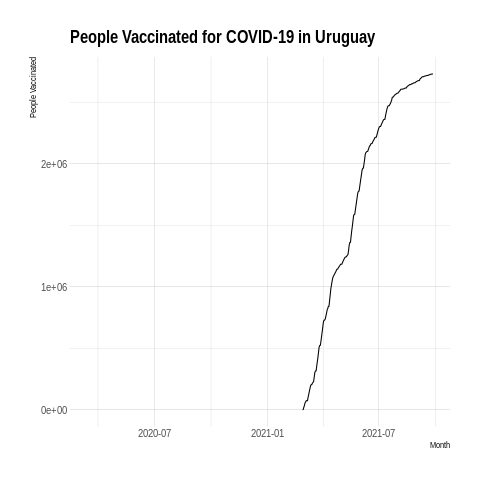 People Vaccinated for COVID-19 in Uruguay
People Vaccinated
2e+06
1e+06
0e+00
2020-07 2021-01 2021-07
Month